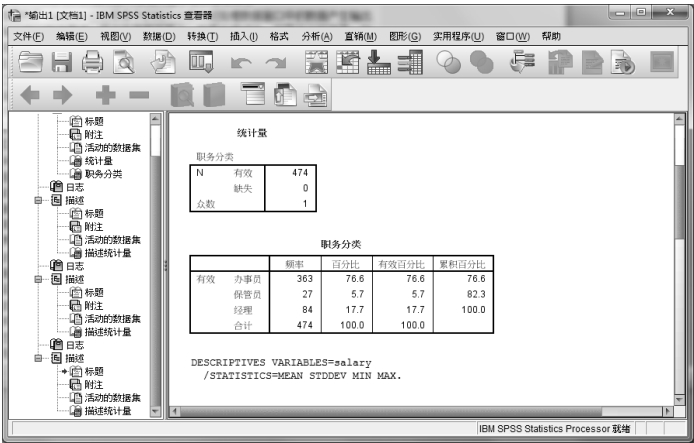 *输出1 [文档1] - IBM SPSS Statistics 查看器
文件(F) 编辑(E) 视图(V) 数据(D) 转换(T) 插入(I) 格式 分析(A) 直销(M) 图形(G) 实用程序(U) 窗口(W) 帮助
标题
附注
活动的数据集
统计量
职务分类
日志
描述
标题
附注
活动的数据集
描述统计量
日志
描述
标题
附注
活动的数据集
描述统计量
日志
描述
标题
附注
活动的数据集
描述统计量
统计量
职务分类
N 有效 474
缺失 0
众数 1
职务分类
频率 百分比 有效百分比 累积百分比
有效 办事员 363 76.6 76.6 76.6
保管员 27 5.7 5.7 82.3
经理 84 17.7 17.7 100.0
合计 474 100.0 100.0
DESCRIPTIVES VARIABLES=salary
/STATISTICS=MEAN STDDEV MIN MAX.
IBM SPSS Statistics Processor 就绪